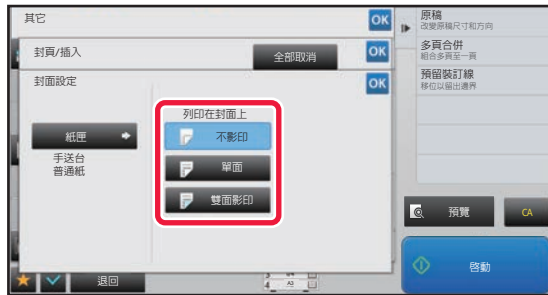 其它
OK
封頁/插入
全部取消
OK
封面設定
OK
紙匣
手送台
普通紙
列印在封面上
不影印
單面
雙面影印
退回
原稿
改變原稿尺寸和方向
多頁合併
組合多頁至一頁
預留裝訂線
移位以留出邊界
預覽
CA
啓動
4
A3